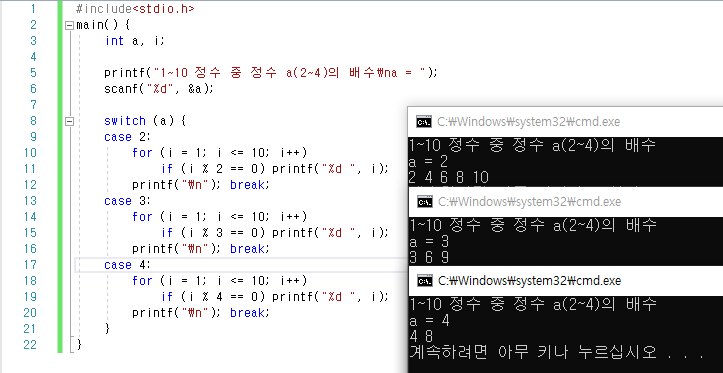 1 #include<stdio.h>
2 main() {
3 int a, i;
4
5 printf("1~10 정수 중 정수 a(2~4)의 배수₩na = ");
6 scanf("%d", &a);
7
8 switch (a) {
9 case 2:
10 for (i = 1; i <= 10; i++)
11 if (i % 2 == 0) printf("%d ", i);
12 printf("₩n"); break;
13 case 3:
14 for (i = 1; i <= 10; i++)
15 if (i % 3 == 0) printf("%d ", i);
16 printf("₩n"); break;
17 case 4:
18 for (i = 1; i <= 10; i++)
19 if (i % 4 == 0) printf("%d ", i);
20 printf("₩n"); break;
21 }
22 }
C:₩Windows₩system32₩cmd.exe
1~10 정수 중 정수 a(2~4)의 배수
a = 2
2 4 6 8 10
C:₩Windows₩system32₩cmd.exe
1~10 정수 중 정수 a(2~4)의 배수
a = 3
3 6 9
C:₩Windows₩system32₩cmd.exe
1~10 정수 중 정수 a(2~4)의 배수
a = 4
4 8
계속하려면 아무 키나 누르십시오 . . .